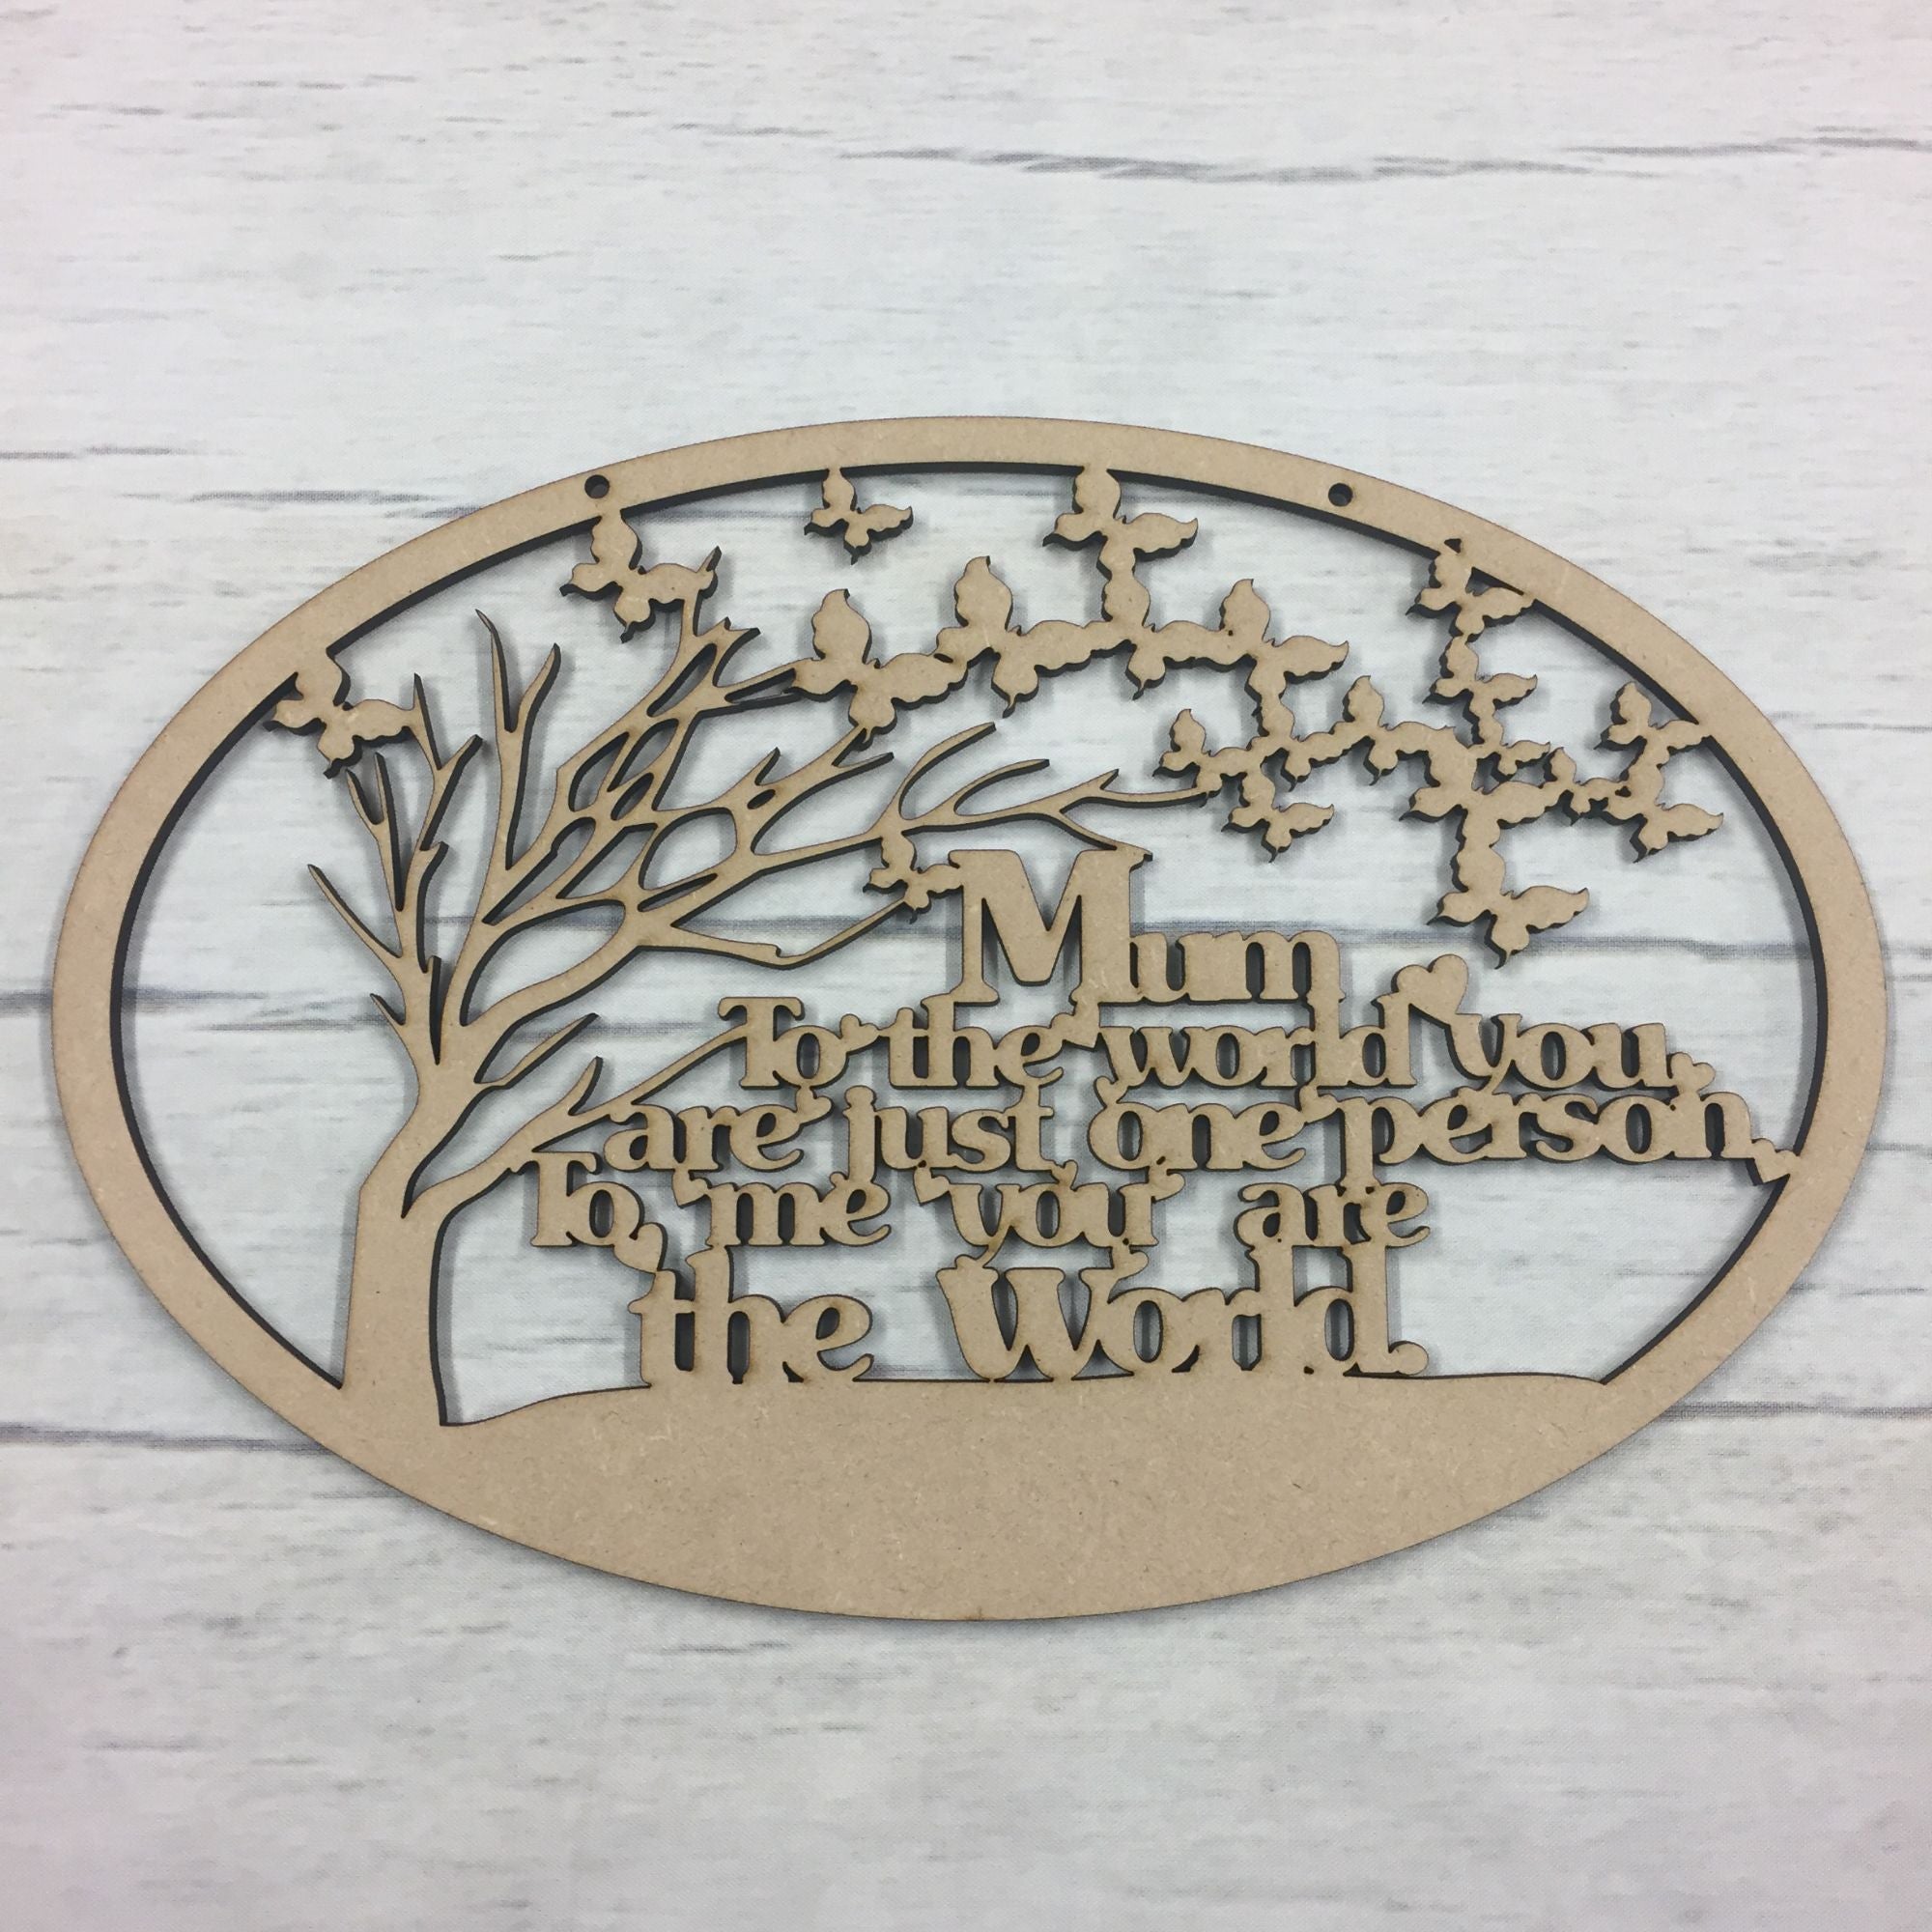 Mum
To the world you,
are just one person,
To me you are
the World.